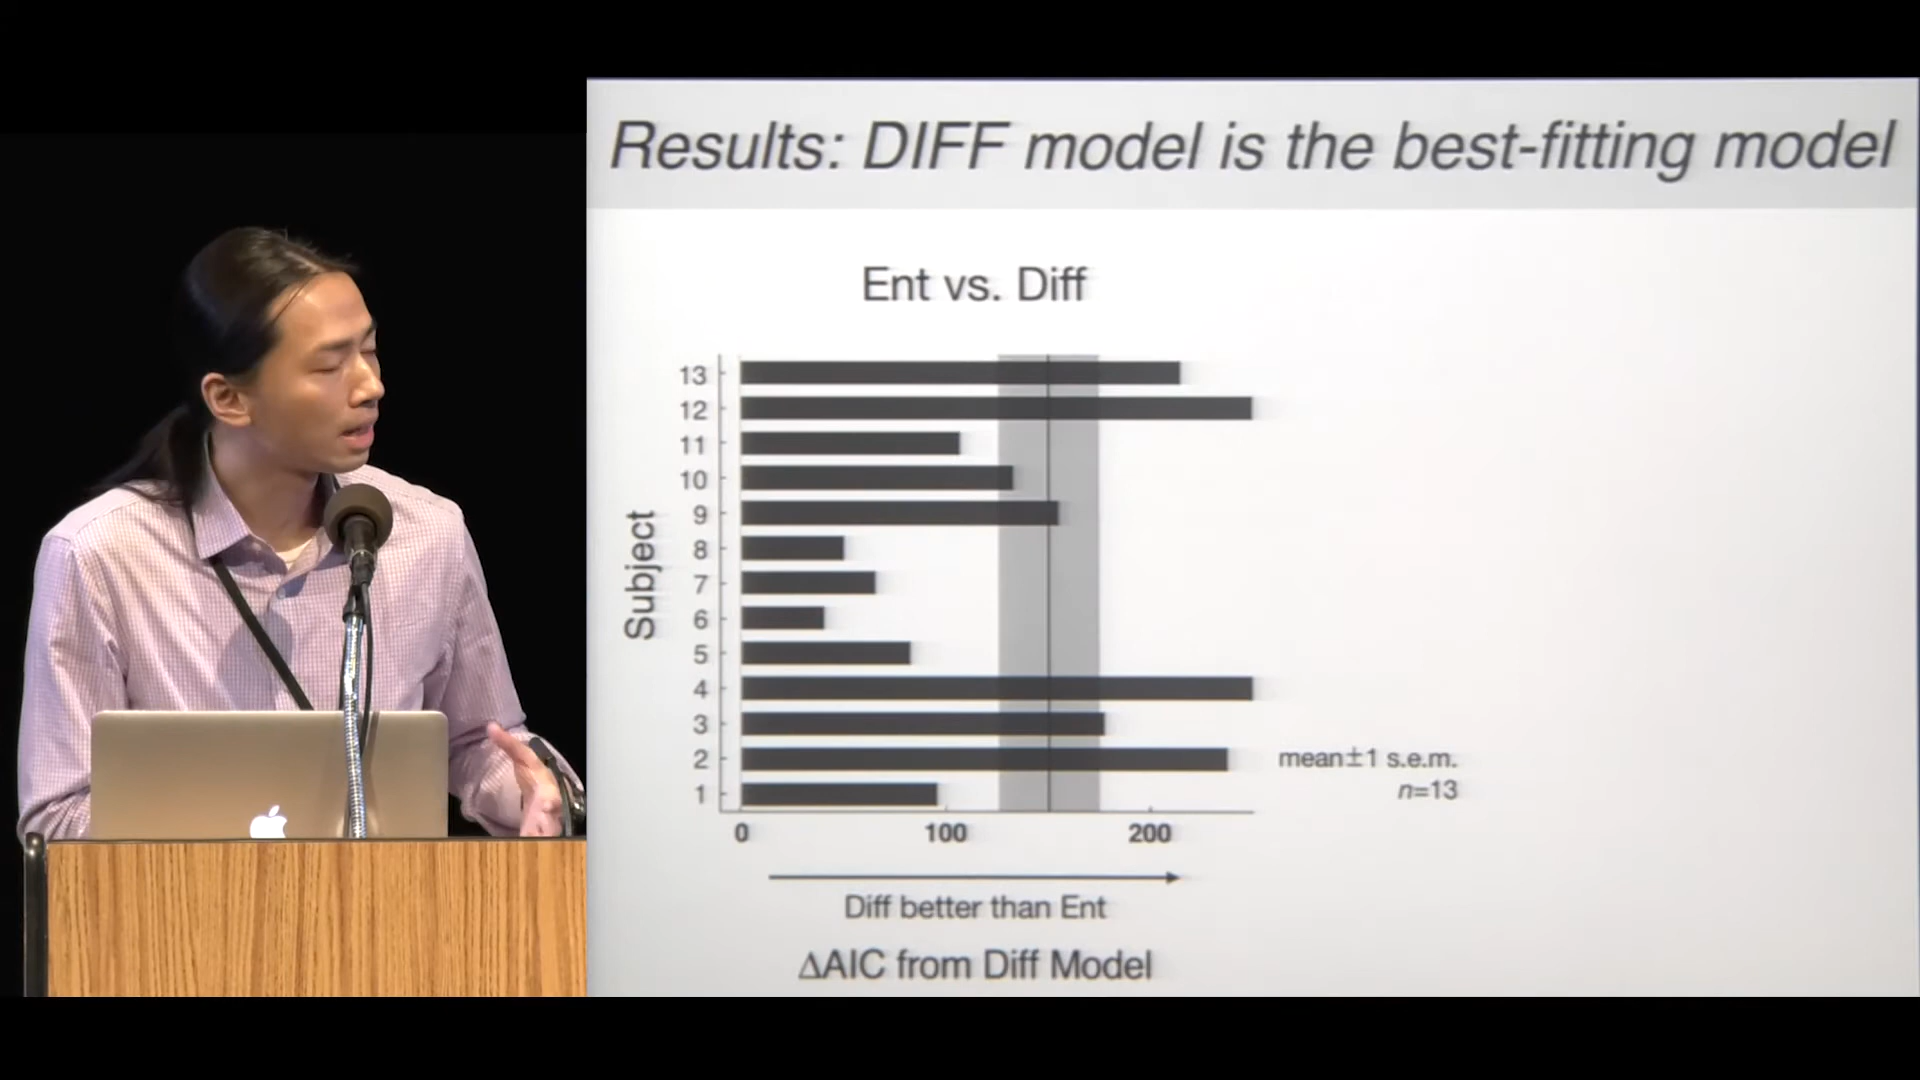 Results: DIFF model is the best-fitting model
Ent vs. Diff
Subject
13
12
11
10
9
8
7
6
5
4
3
2
1
mean±1 s.e.m.
n=13
0 100 200
Diff better than Ent
ΔAIC from Diff Model